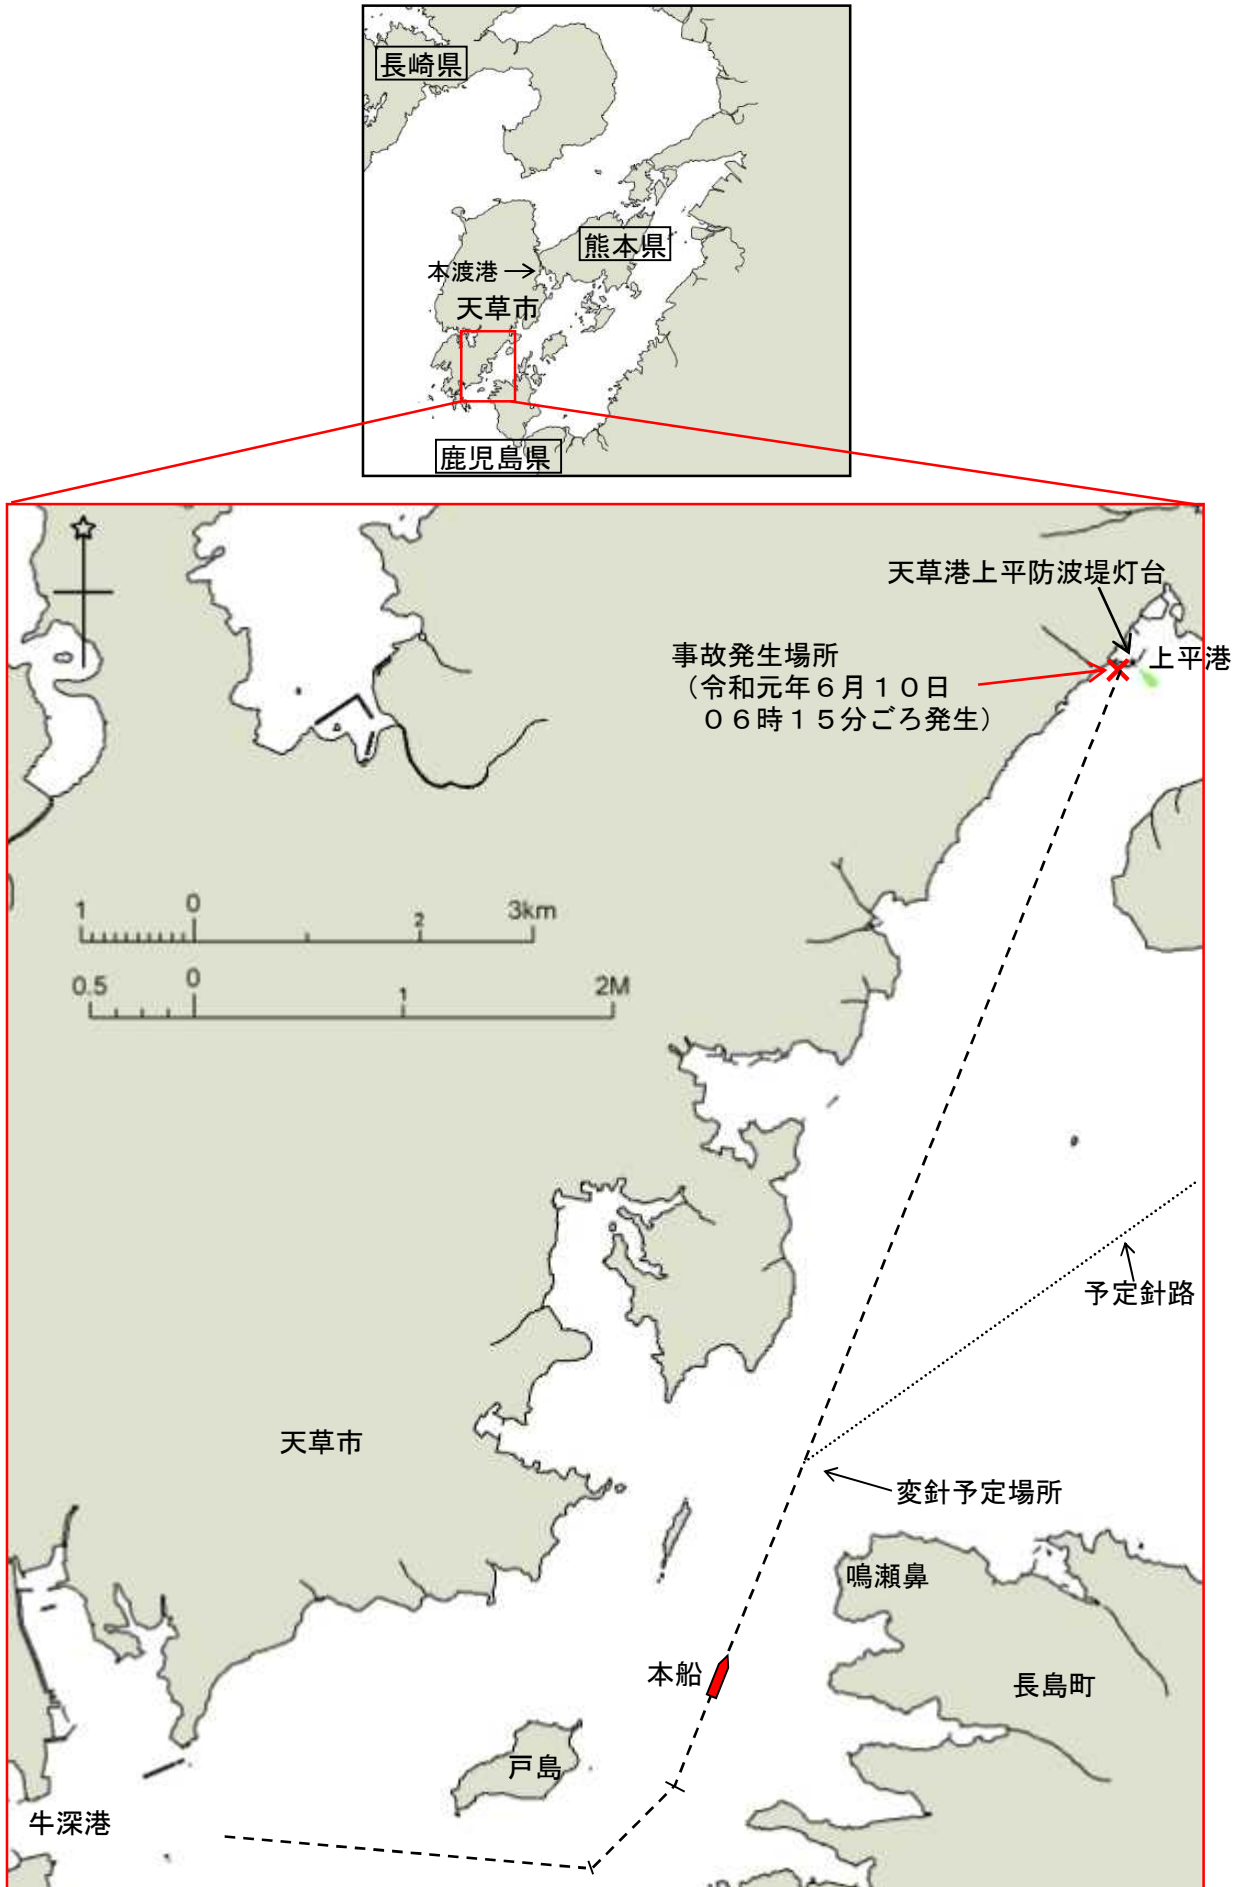 長崎県
熊本県
本渡港
天草市
鹿児島県
天草港上平防波堤灯台
事故発生場所
上平港
（令和元年６月１０日
０６時１５分ごろ発生）
1 0 2 3km
0.5 0 1 2M
予定針路
天草市
変針予定場所
鳴瀬鼻
本船
長島町
戸島
牛深港